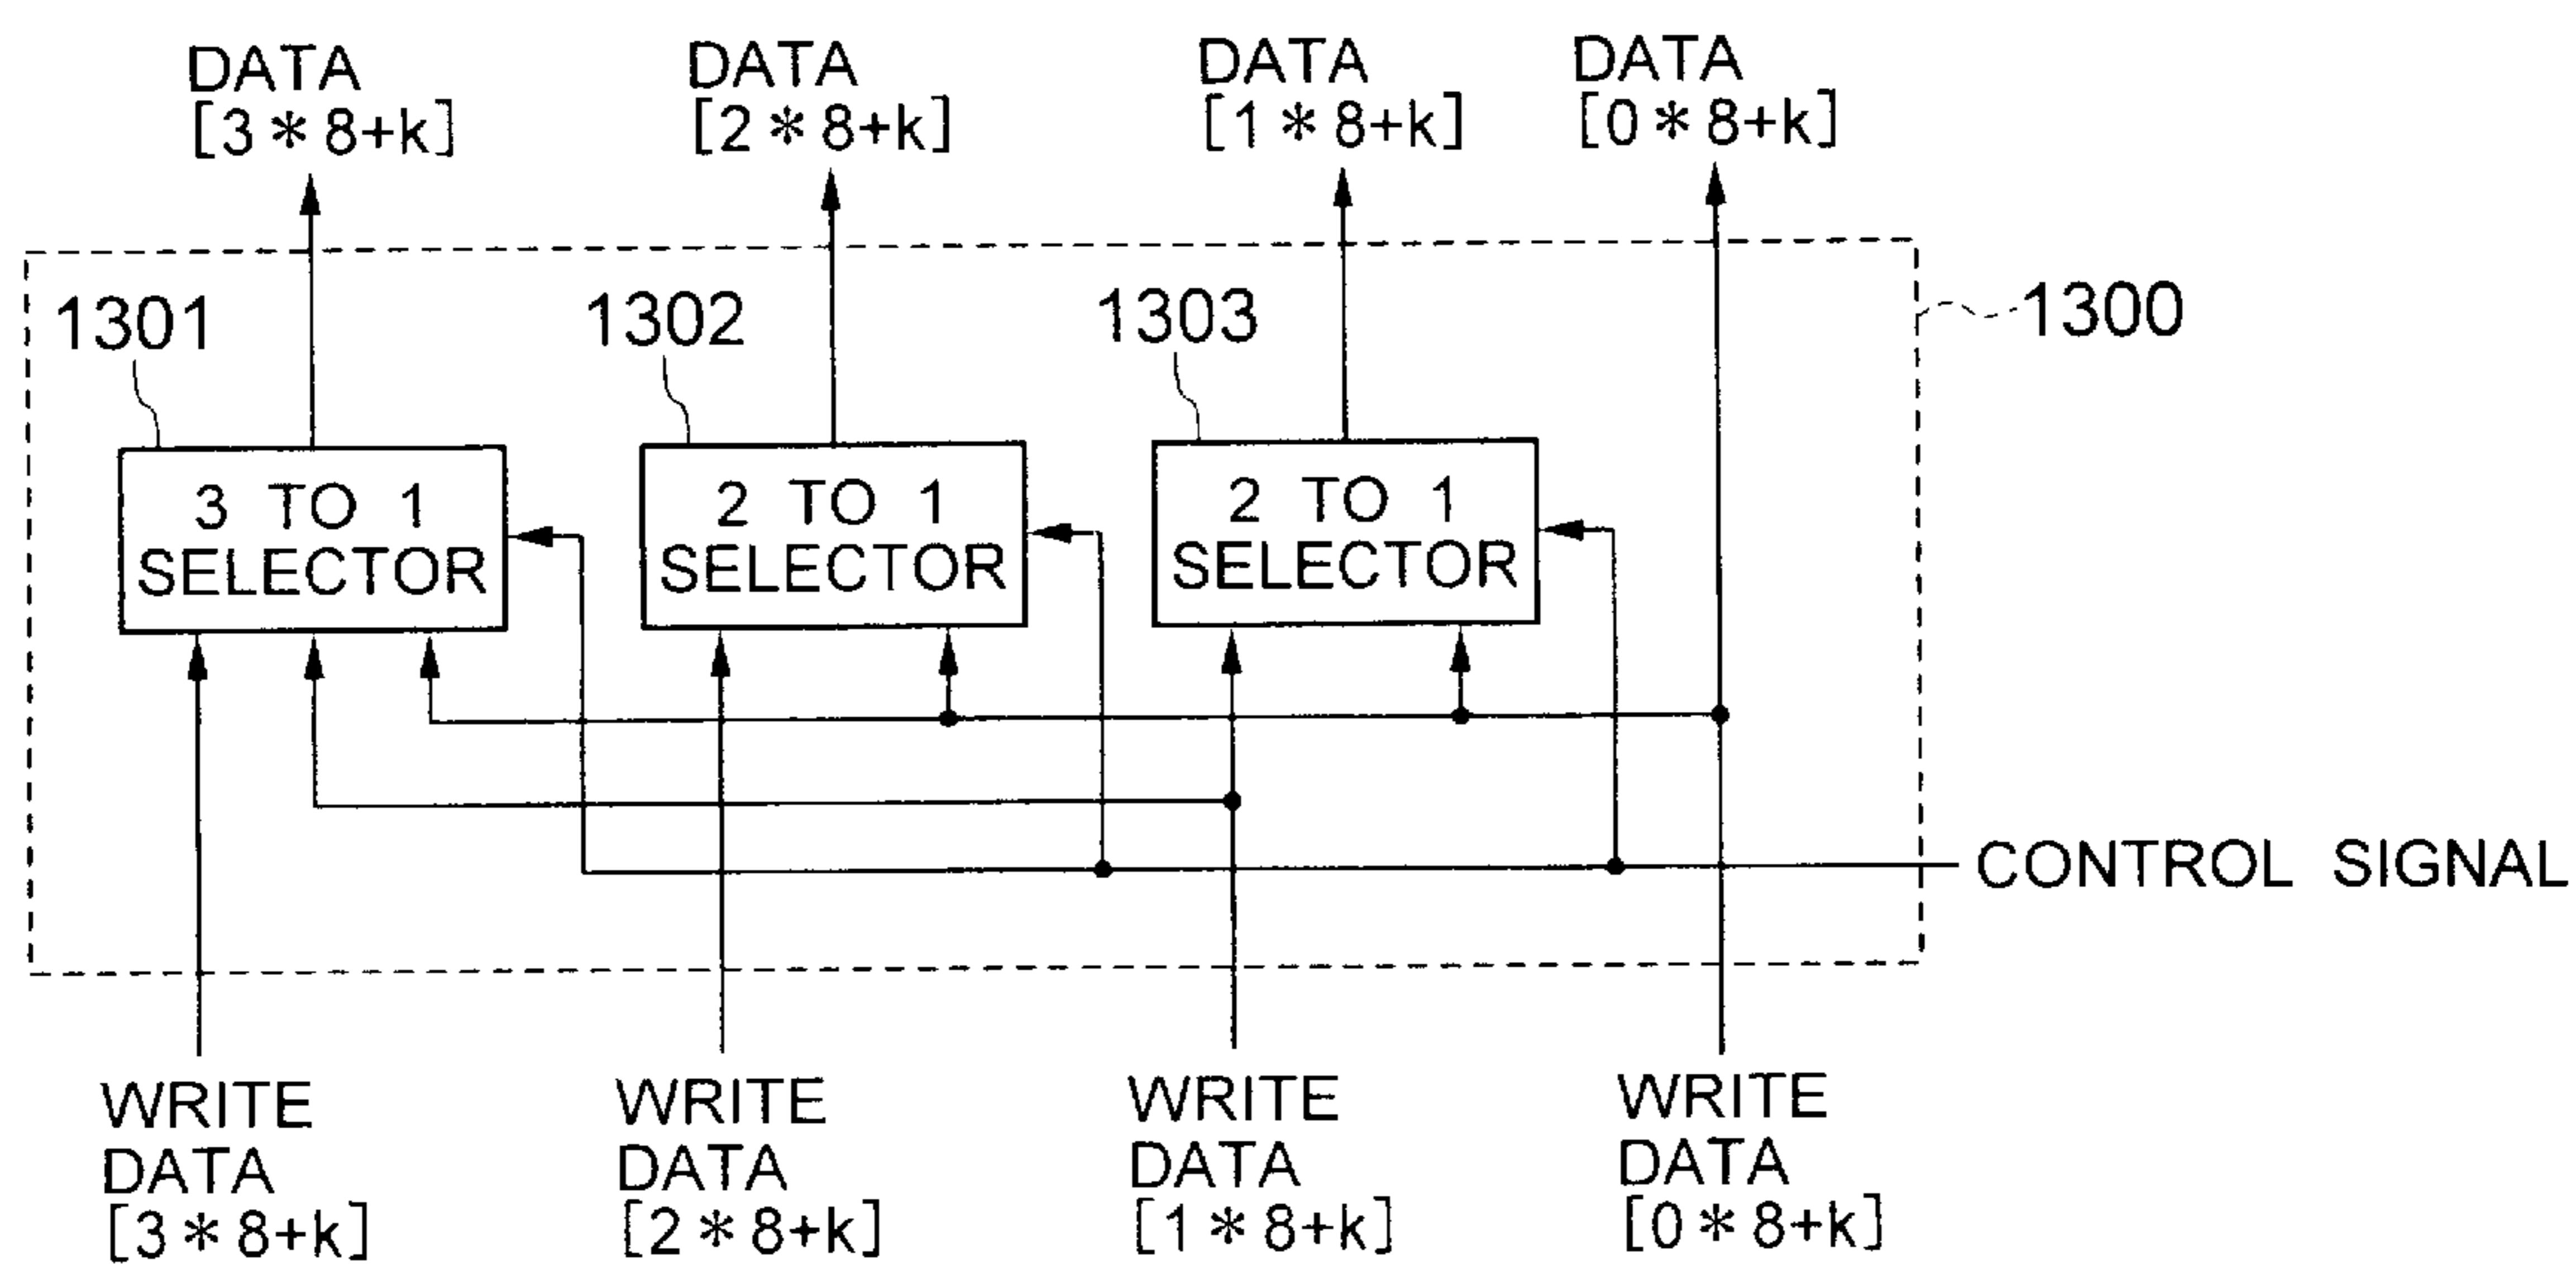 DATA
[3*8+k]
DATA
[2*8+k]
DATA
[1*8+k]
DATA
[0*8+k]
1301
1302
1303
1300
3 TO 1
SELECTOR
2 TO 1
SELECTOR
2 TO 1
SELECTOR
CONTROL SIGNAL
WRITE
DATA
[3*8+k]
WRITE
DATA
[2*8+k]
WRITE
DATA
[1*8+k]
WRITE
DATA
[0*8+k]